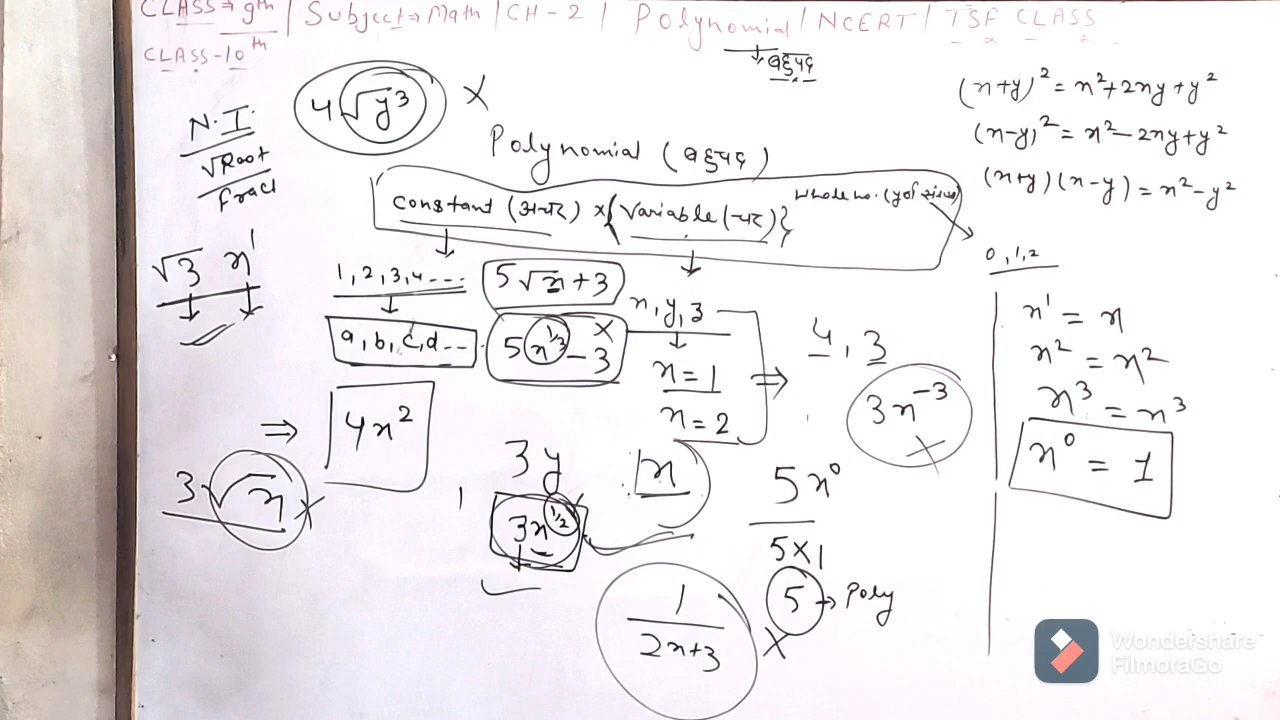 CLASS → 9th | Subject → Math | CH-2 | Polynomial | NCERT | TSF CLASS
CLASS-10th
↓ बहुपद
4√y³ ×
N.I.
√Root
Fract
Polynomial (बहुपद)
Constant (अचर) × {Variable (चर)}
Whole no. (पूर्ण संख्या)
(x+y)² = x²+2xy+y²
(x-y)² = x²-2xy+y²
(x+y)(x-y) = x²-y²
0,1,2
√3 x¹
1,2,3,4....
a,b,c,d...
5√x+3
5x^1/3 - 3 ×
x,y,z
x=1
x=2
⇒ 4,3
3x⁻³ ×
x¹ = x
x² = x²
x³ = x³
x⁰ = 1
⇒ 4x²
3√x ×
3y
3x^1/2
x
5x⁰
5×1
5 → Poly
1/2x+3 ×
Wondershare
FilmoraGo